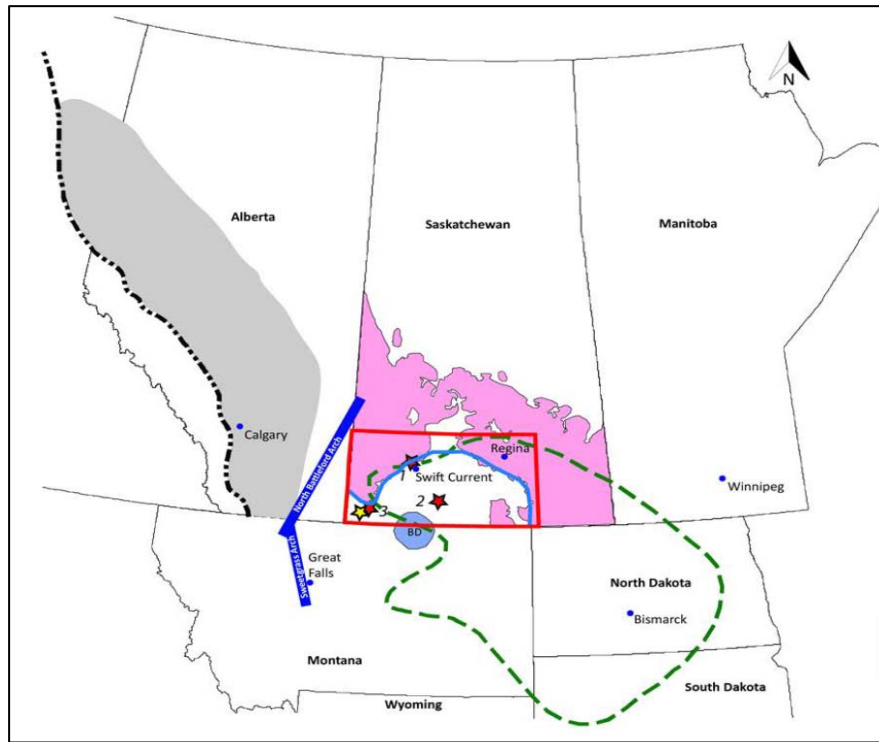 N
Alberta
Saskatchewan
Manitoba
Calgary
North Battleford Arch
Regina
1
Swift Current
Winnipeg
2
3
BD
Sweetgrass Arch
Great
Falls
North Dakota
Bismarck
Montana
South Dakota
Wyoming